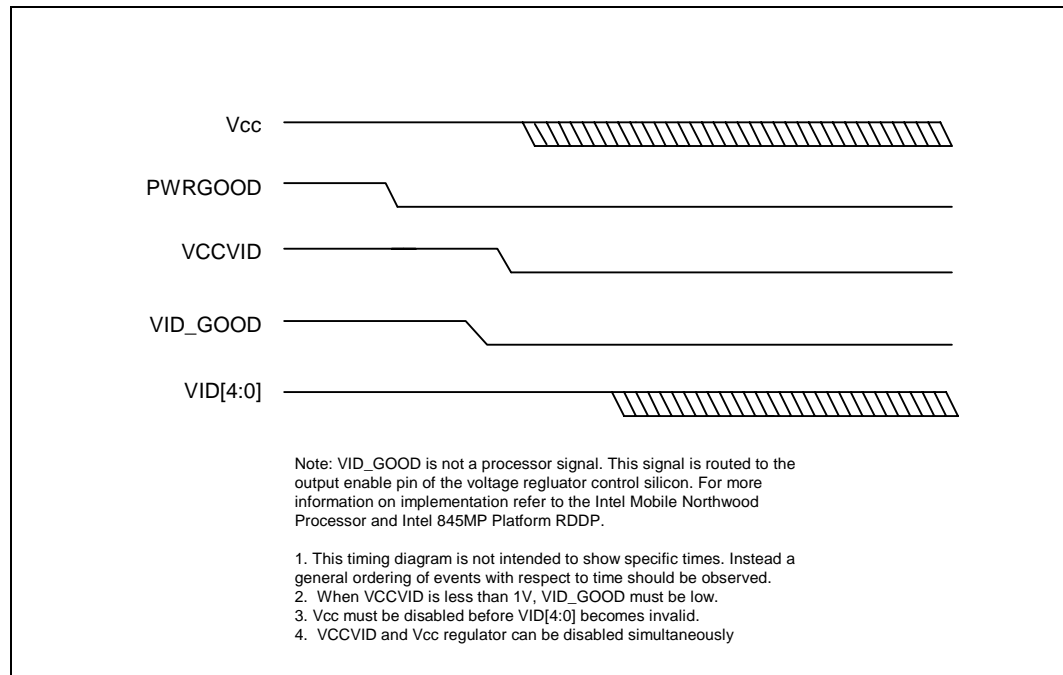 Vcc
PWRGOOD
VCCVID
VID_GOOD
VID[4:0]
Note: VID_GOOD is not a processor signal. This signal is routed to the
output enable pin of the voltage regluator control silicon. For more
information on implementation refer to the Intel Mobile Northwood
Processor and Intel 845MP Platform RDDP.
1. This timing diagram is not intended to show specific times. Instead a
general ordering of events with respect to time should be observed.
2. When VCCVID is less than 1V, VID_GOOD must be low.
3. Vcc must be disabled before VID[4:0] becomes invalid.
4. VCCVID and Vcc regulator can be disabled simultaneously